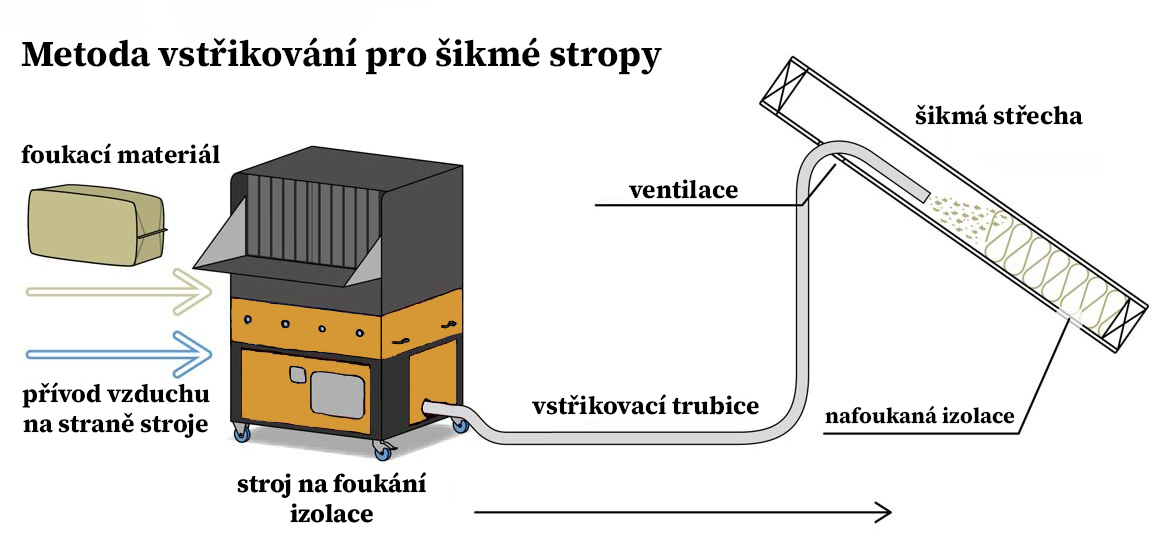 Metoda vstřikování pro šikmé stropy
šikmá střecha
foukací materiál
ventilace
přívod vzduchu
na straně stroje
vstřikovací trubice
nafoukaná izolace
stroj na foukání
izolace